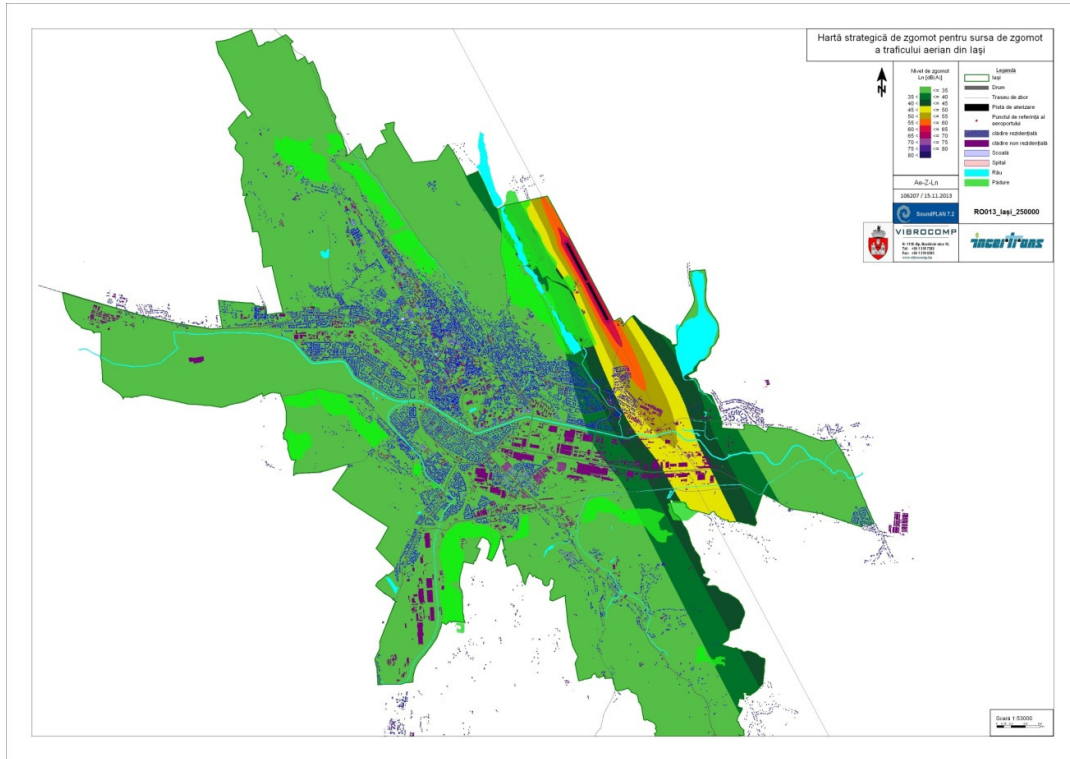 Hartă strategică de zgomot pentru sursa de zgomot
a traficului aerian din Iași
Nivel de zgomot
Ln [dB(A)]
<= 35
35 < <= 40
40 < <= 45
45 < <= 50
50 < <= 55
55 < <= 60
60 < <= 65
65 < <= 70
70 < <= 75
75 < <= 80
80 <
Legendă
Iași
Drum
Traseu de zbor
Pistă de aterizare
Punctul de referință al
aeroportului
clădire rezidențială
clădire non rezidențială
Școală
Spital
Râu
Pădure
Ae-Z-Ln
106207 / 15.11.2013
SoundPLAN 7.2
RO013_Iași_250000
VIBROCOMP
incertrans
Scară 1:53000